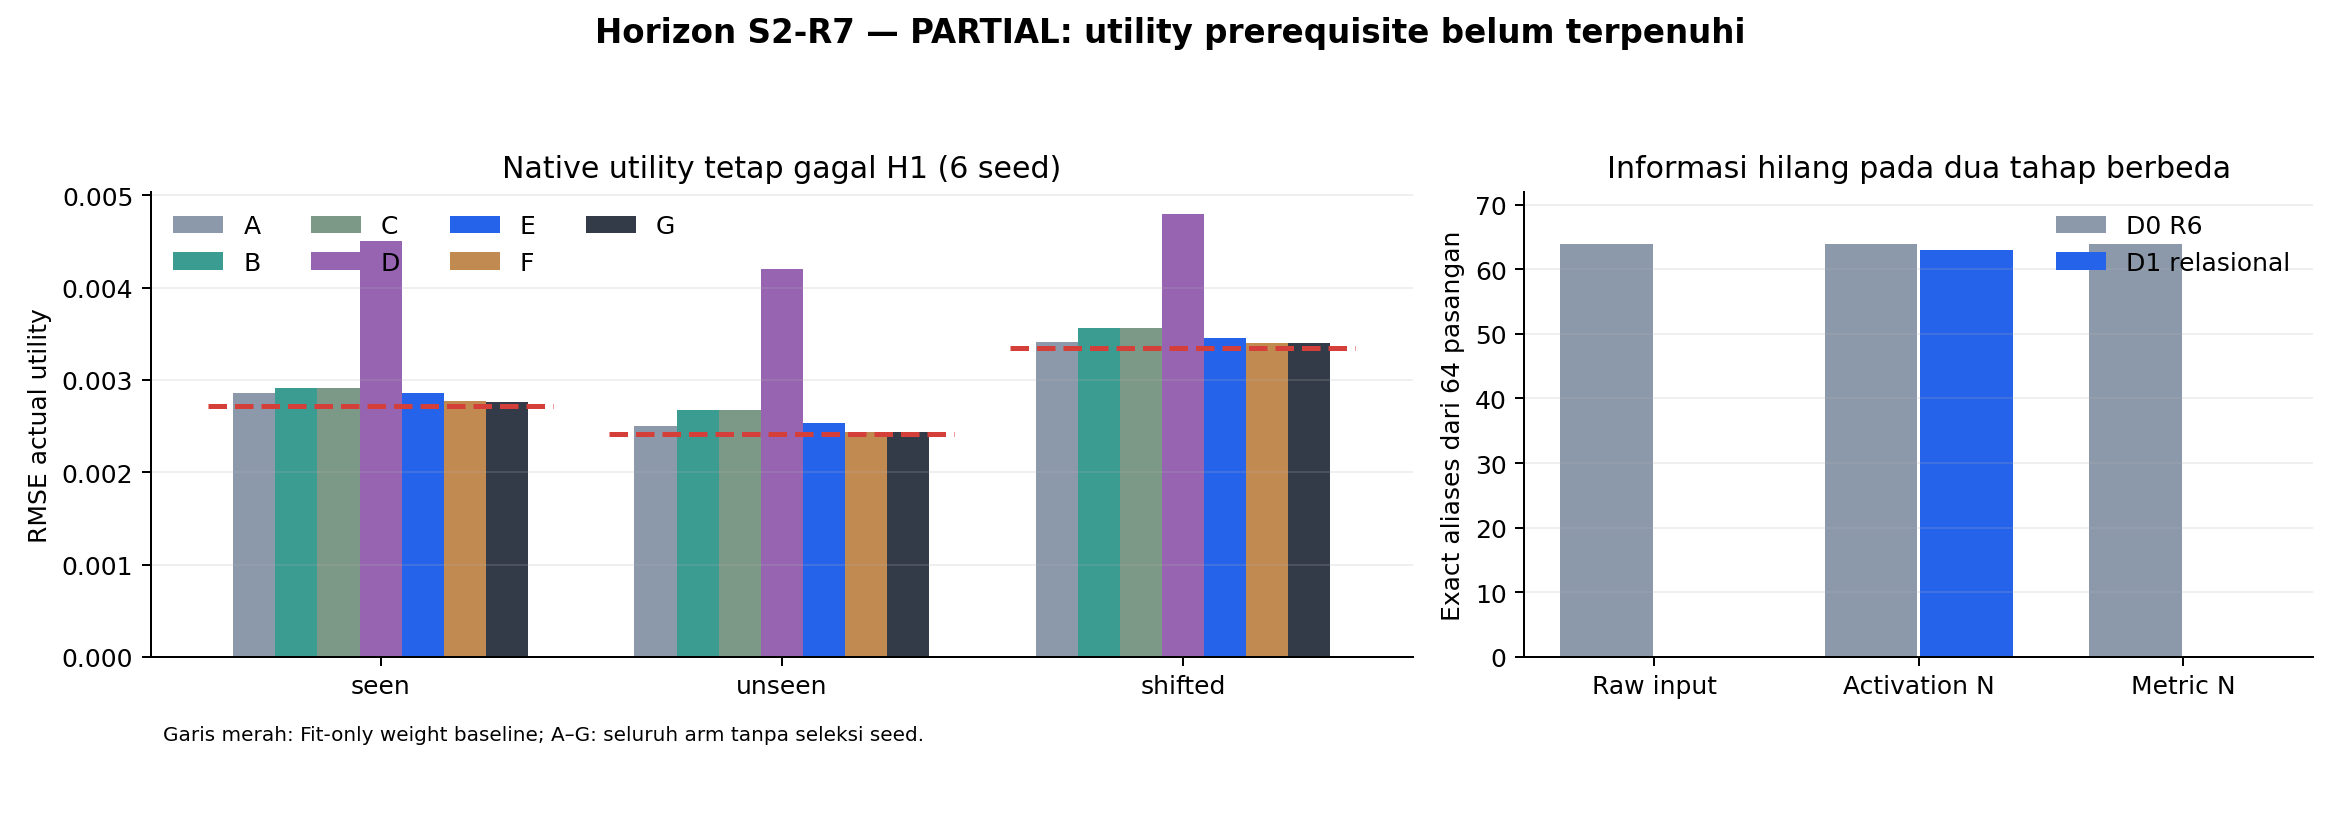 Horizon S2-R7 — PARTIAL: utility prerequisite belum terpenuhi
Native utility tetap gagal H1 (6 seed)
RMSE actual utility
0.005
0.004
0.003
0.002
0.001
0.000
A
C
E
G
B
D
F
seen
unseen
shifted
Garis merah: Fit-only weight baseline; A–G: seluruh arm tanpa seleksi seed.
Informasi hilang pada dua tahap berbeda
Exact aliases dari 64 pasangan
70
60
50
40
30
20
10
0
D0 R6
D1 relasional
Raw input
Activation N
Metric N